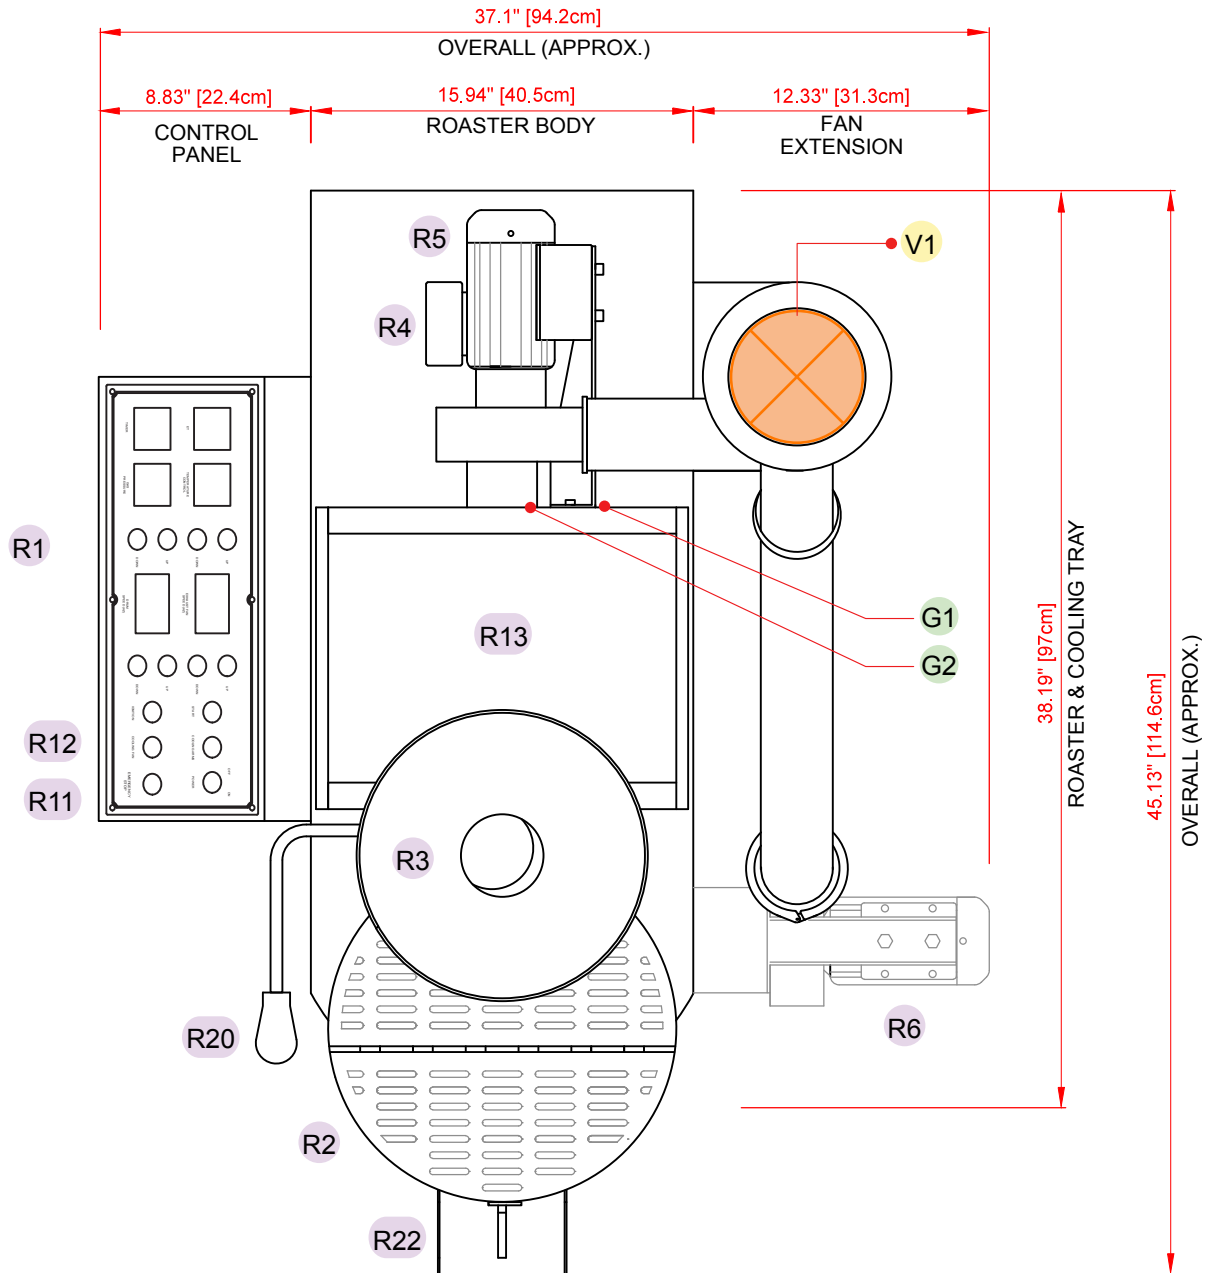 37.1" [94.2cm]
OVERALL (APPROX.)
8.83" [22.4cm]
15.94" [40.5cm]
12.33" [31.3cm]
CONTROL
PANEL
ROASTER BODY
FAN
EXTENSION
R5
V1
R4
R1
R13
G1
G2
38.19" [97cm]
ROASTER & COOLING TRAY
45.13" [114.6cm]
OVERALL (APPROX.)
R12
R11
R3
R20
R6
R2
R22